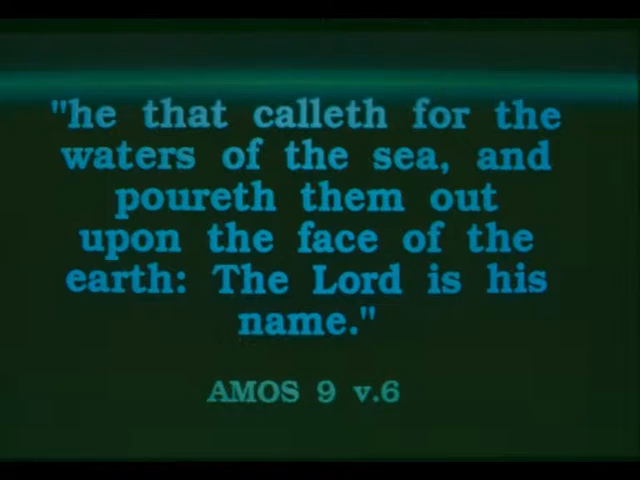 "he that calleth for the
waters of the sea, and
poureth them out
upon the face of the
earth: The Lord is his
name."
AMOS 9 v.6